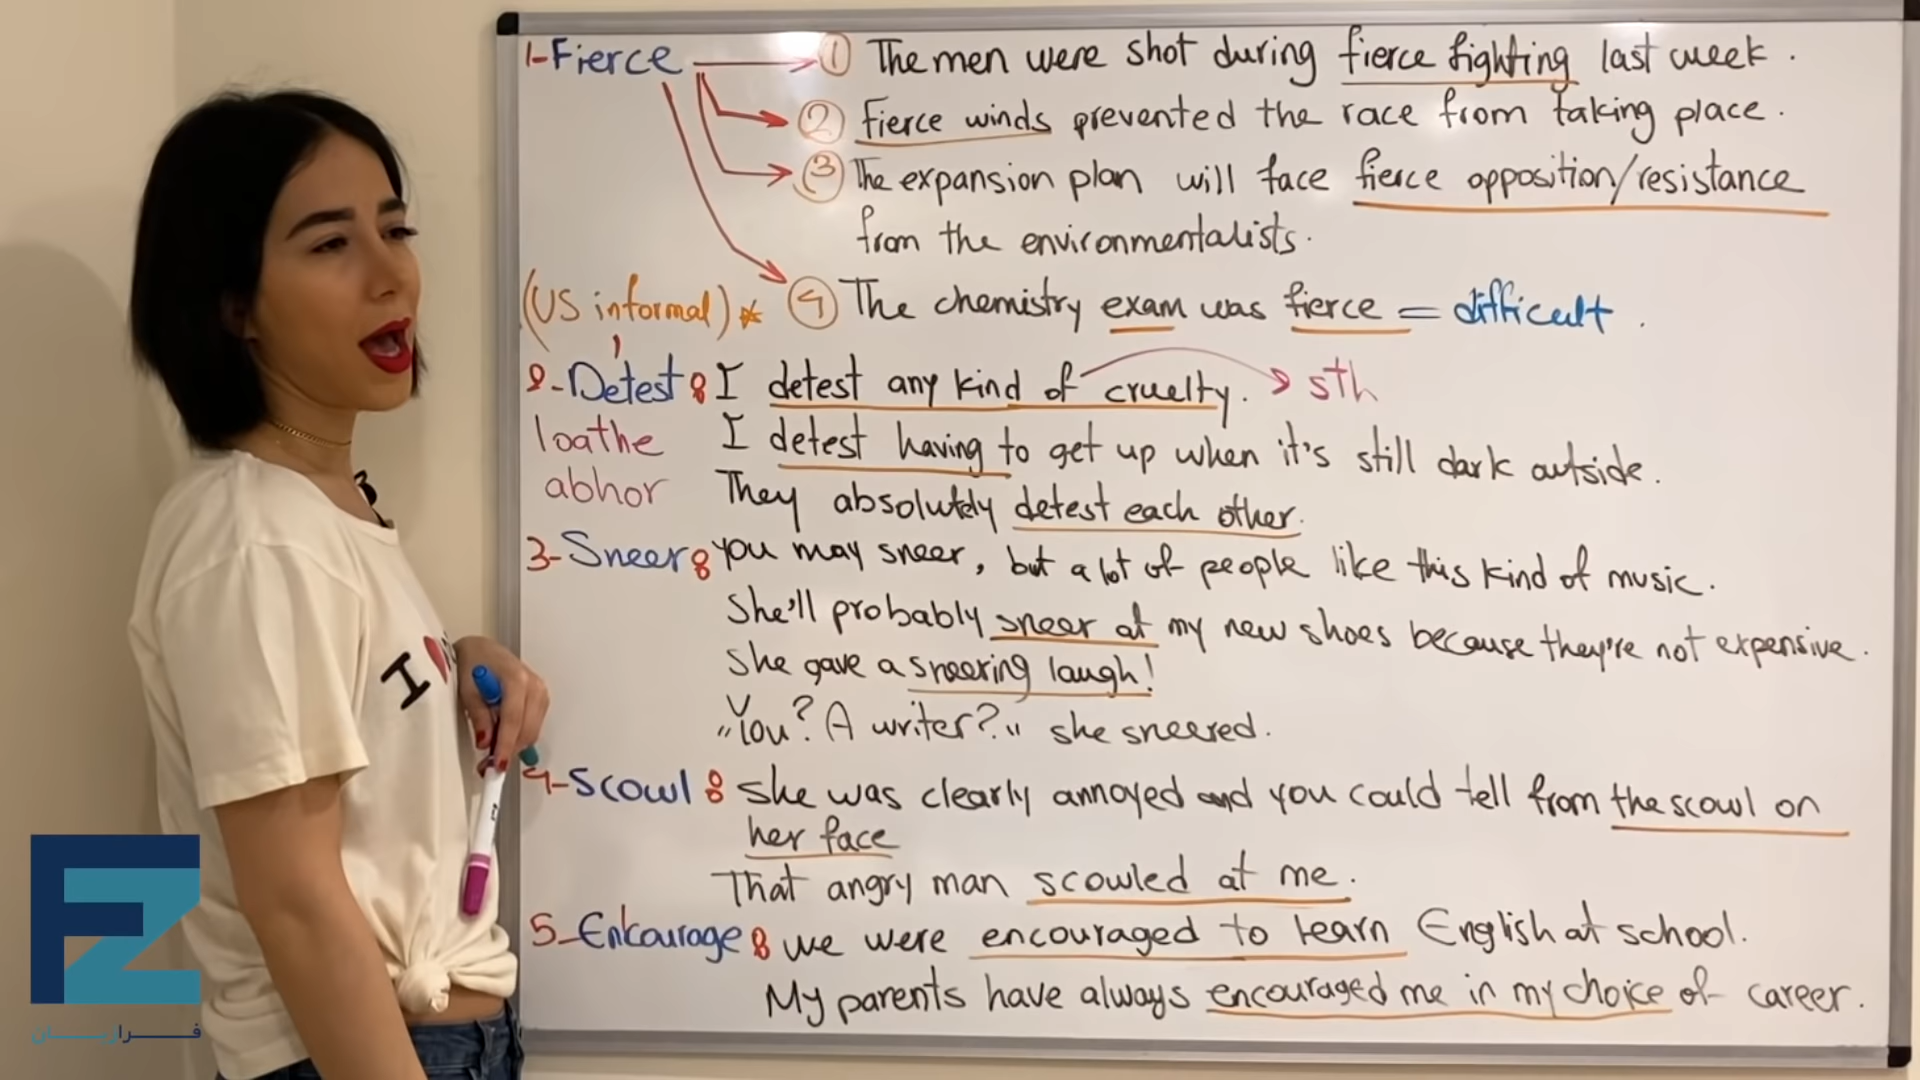 1-Fierce ① The men were shot during fierce fighting last week.
② Fierce winds prevented the race from taking place.
③ The expansion plan will face fierce opposition/resistance
from the environmentalists.
(US informal) * ④ The chemistry exam was fierce = difficult.
2-Detest: I detest any kind of cruelty. → sth
loathe I detest having to get up when it's still dark outside.
abhor They absolutely detest each other.
3-Sneer: you may sneer, but a lot of people like this kind of music.
She'll probably sneer at my new shoes because they're not expensive.
She gave a sneering laugh!
"You? A writer?" she sneered.
4-Scowl: She was clearly annoyed and you could tell from the scowl on
her face
That angry man scowled at me.
5-Encourage: We were encouraged to learn English at school.
My parents have always encouraged me in my choice of career.
I ♥
FZ
فرازبان